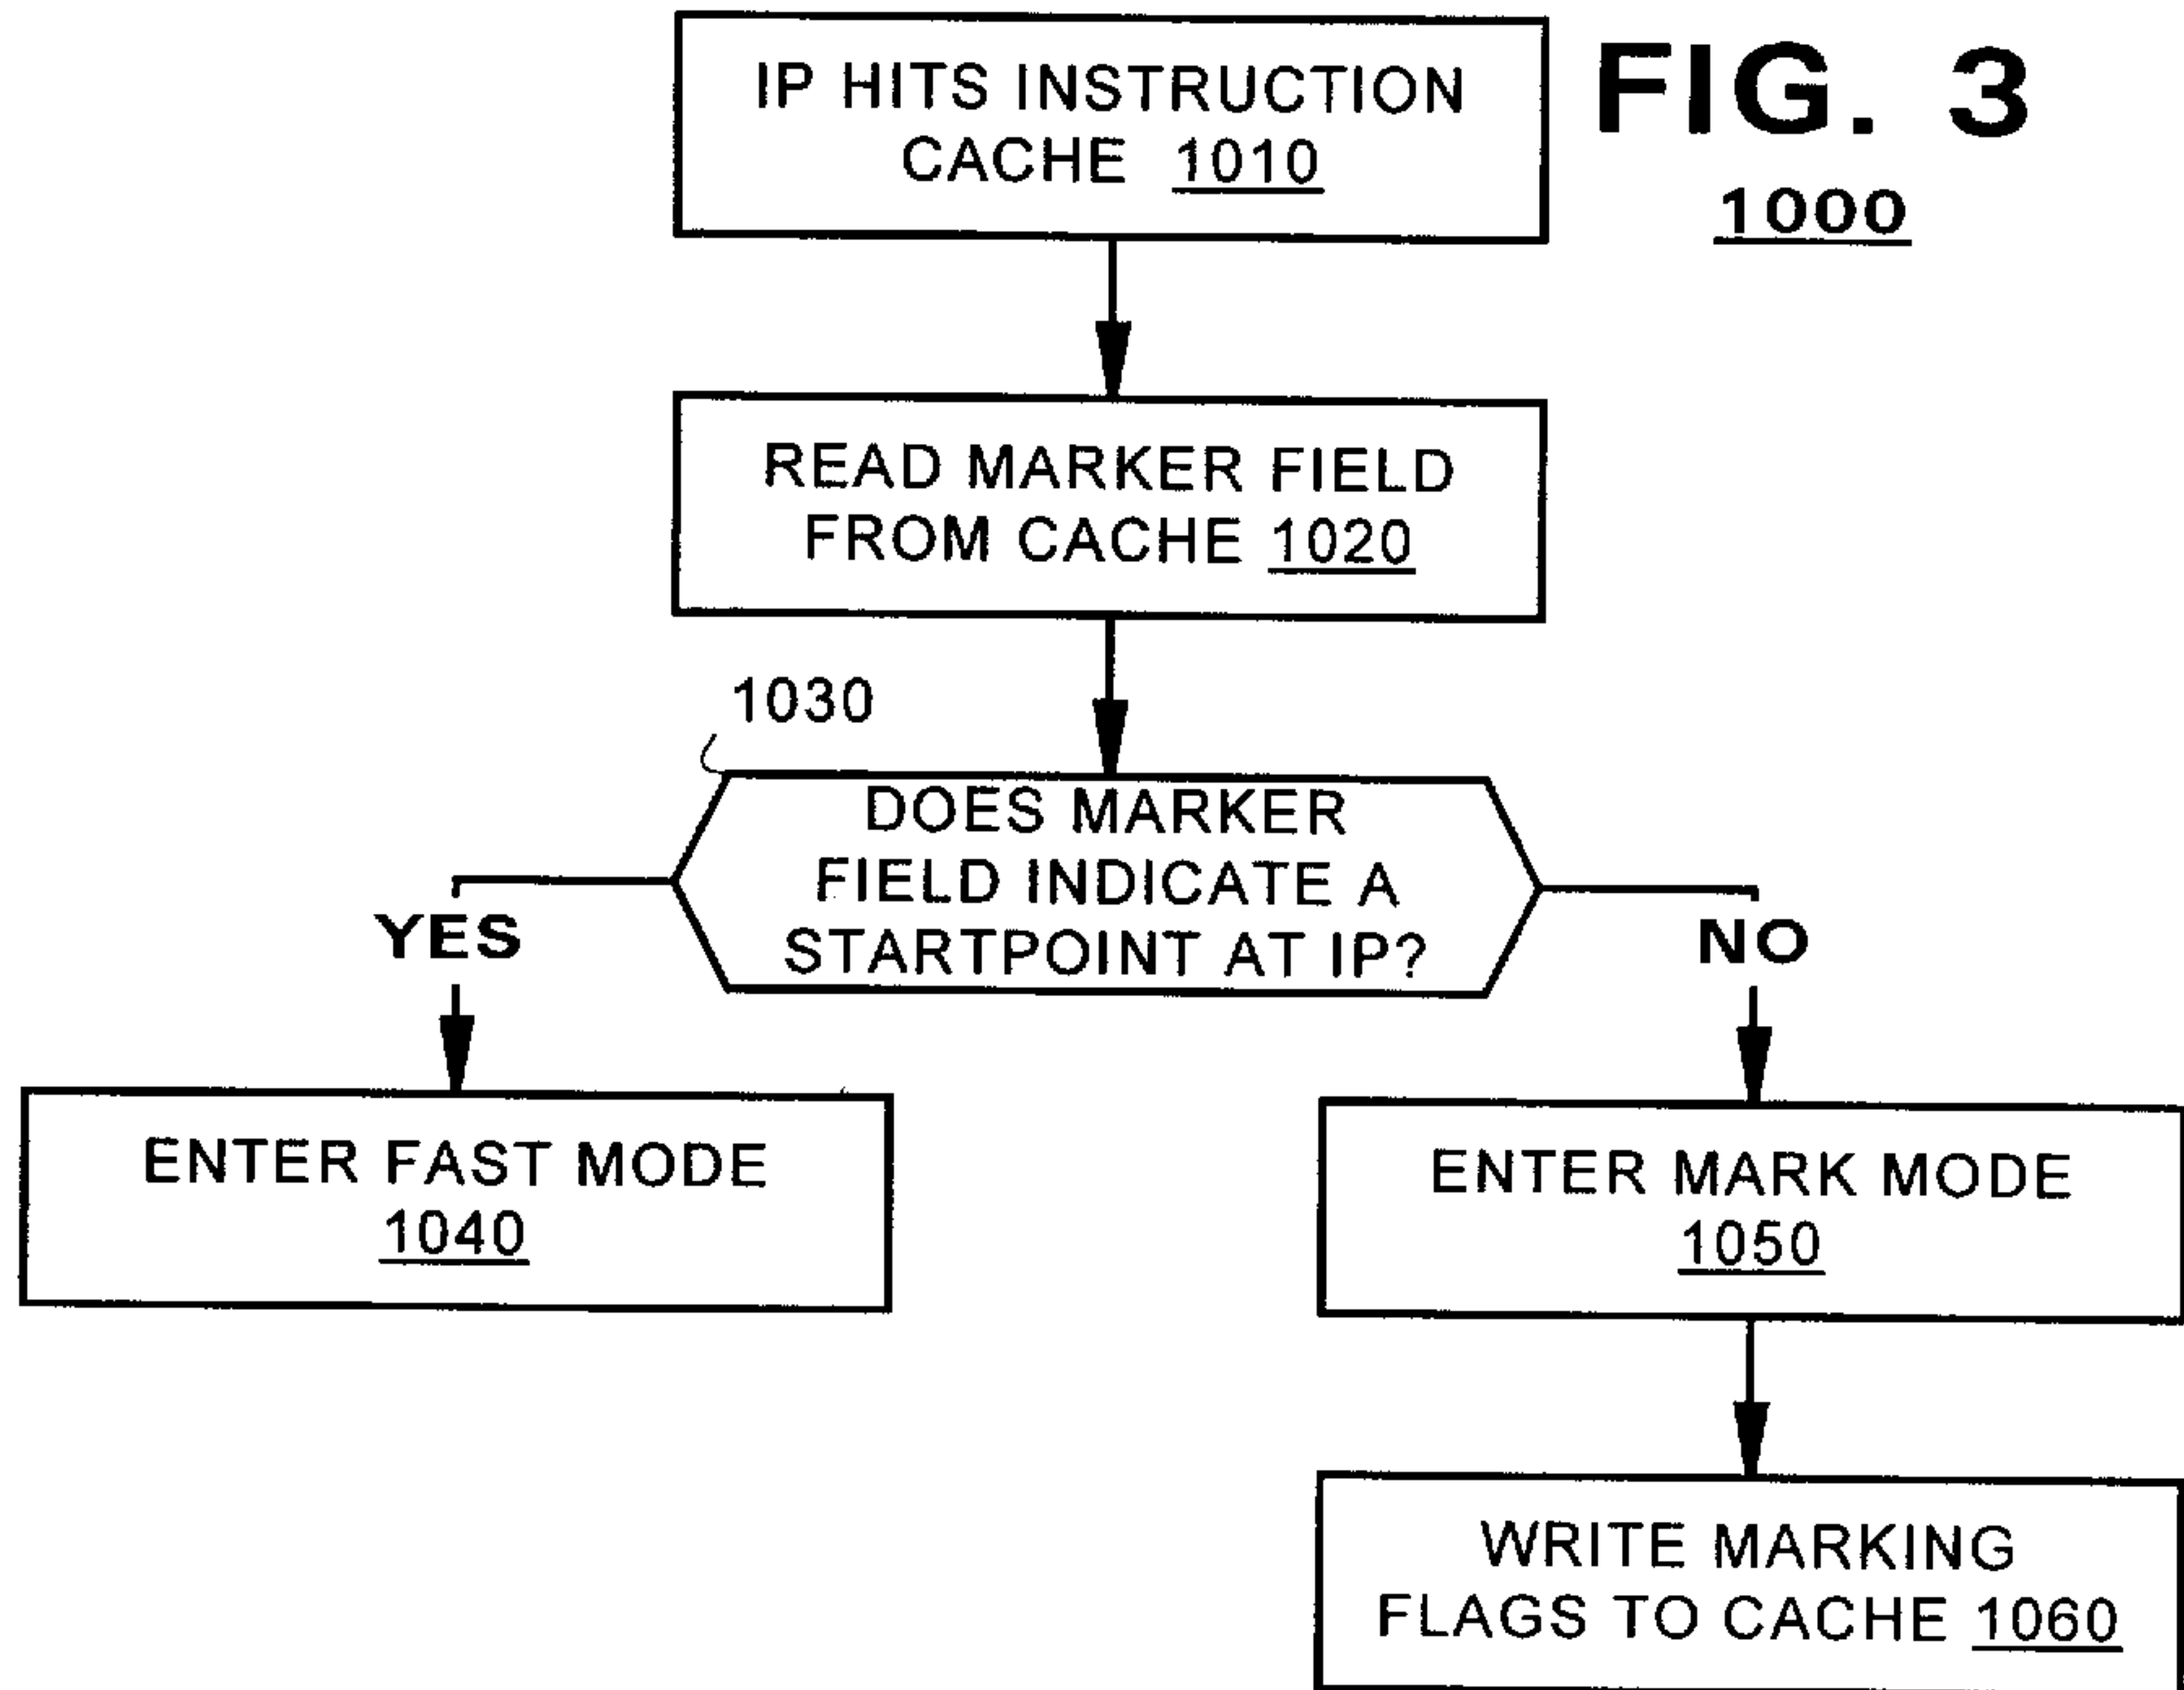 FIG. 3
1000
IP HITS INSTRUCTION
CACHE 1010
READ MARKER FIELD
FROM CACHE 1020
1030
DOES MARKER
FIELD INDICATE A
STARTPOINT AT IP?
YES
NO
ENTER FAST MODE
1040
ENTER MARK MODE
1050
WRITE MARKING
FLAGS TO CACHE 1060